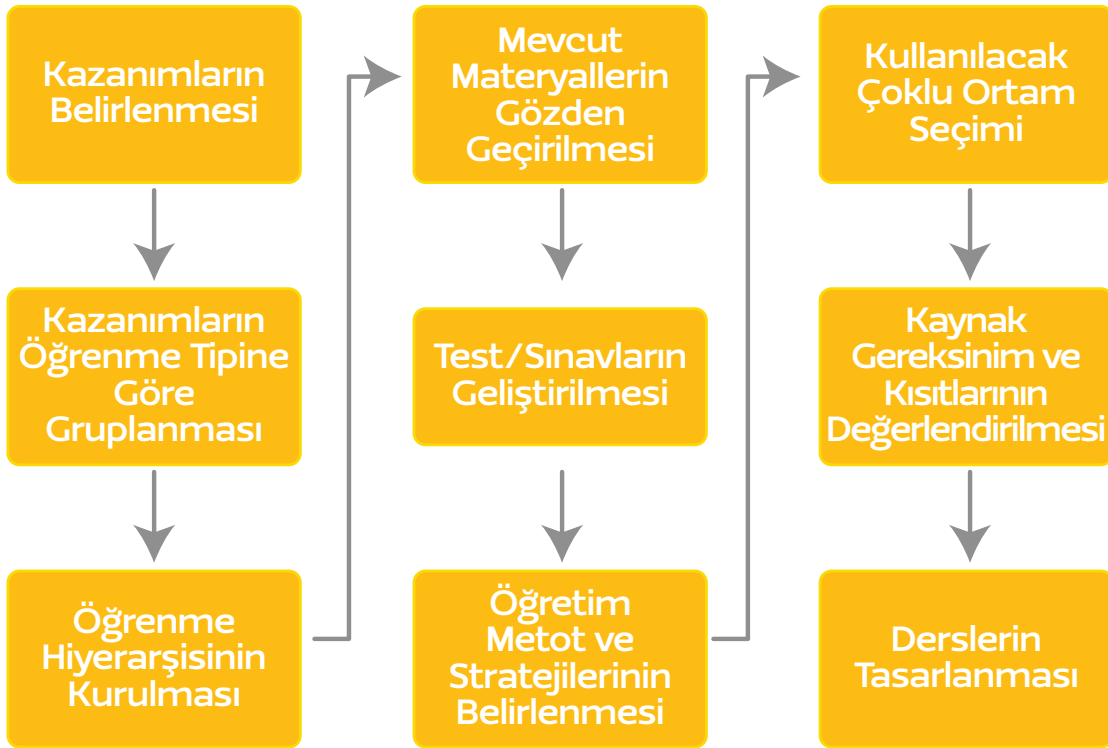 Kazanımların
Belirlenmesi
Kazanımların
Öğrenme Tipine
Göre
Gruplanması
Öğrenme
Hiyerarşisinin
Kurulması
Mevcut
Materyallerin
Gözden
Geçirilmesi
Test/Sınavların
Geliştirilmesi
Öğretim
Metot ve
Stratejilerinin
Belirlenmesi
Kullanılacak
Çoklu Ortam
Seçimi
Kaynak
Gereksinim ve
Kısıtlarının
Değerlendirilmesi
Derslerin
Tasarlanması